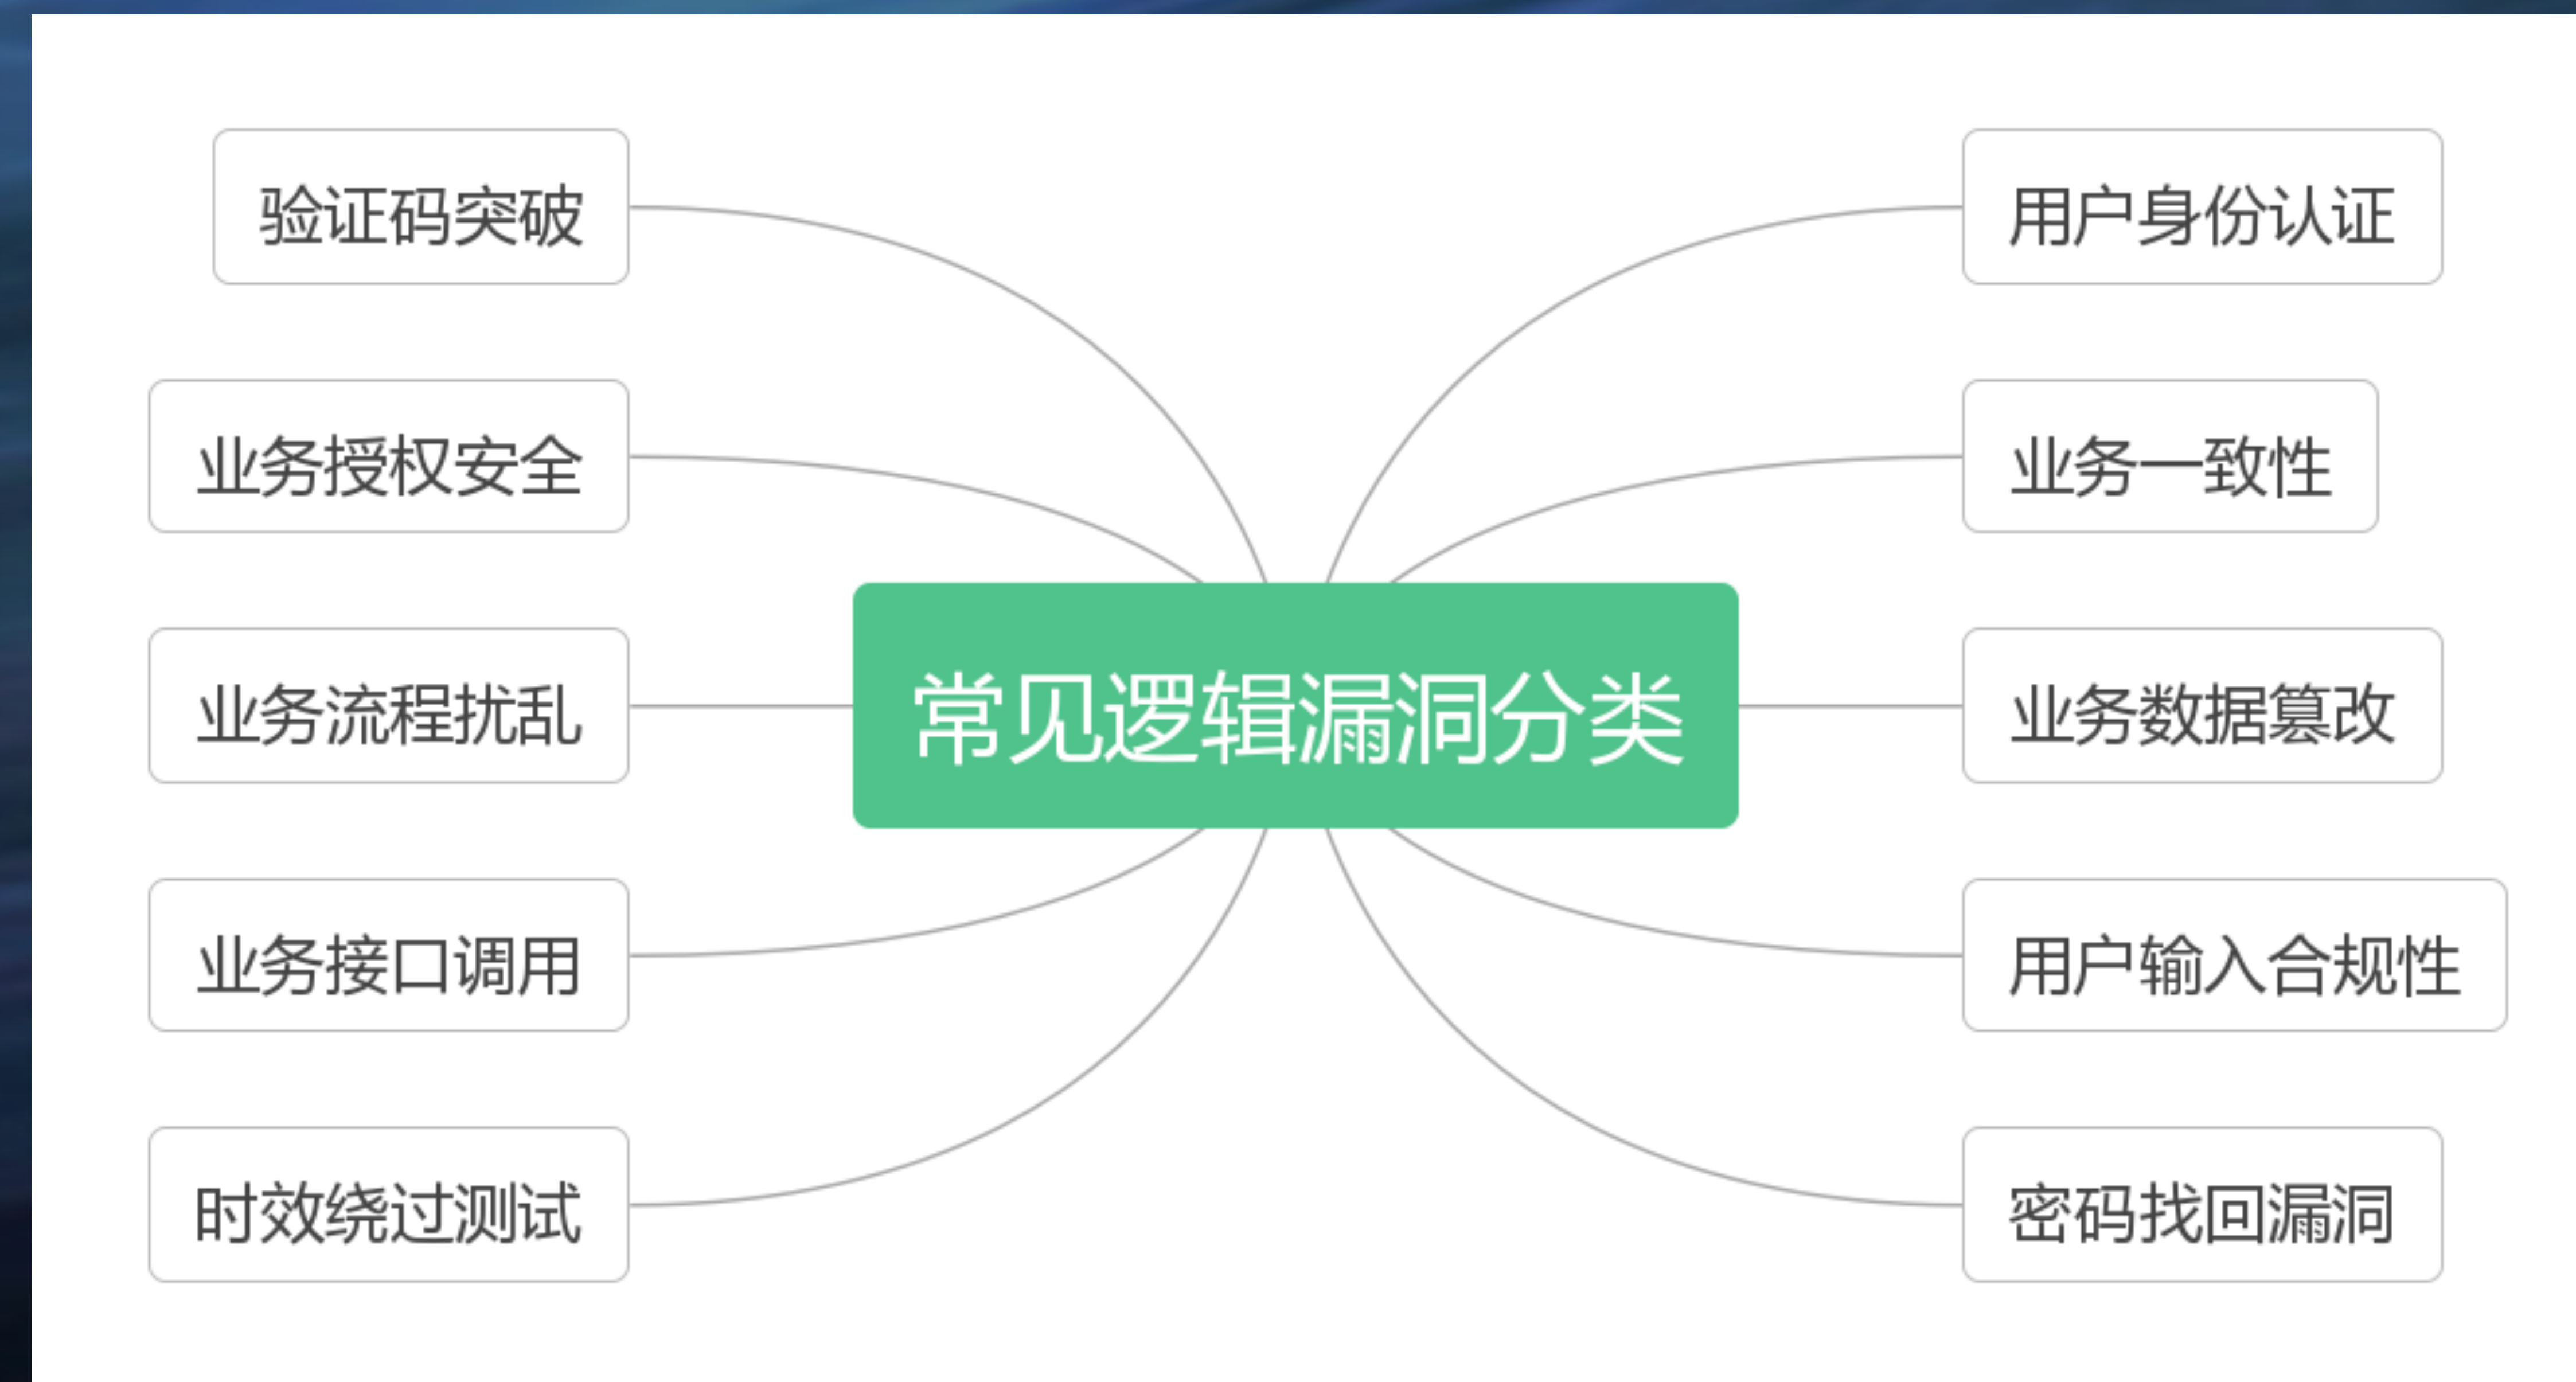 验证码突破
业务授权安全
业务流程扰乱
业务接口调用
时效绕过测试
常见逻辑漏洞分类
用户身份认证
业务一致性
业务数据篡改
用户输入合规性
密码找回漏洞